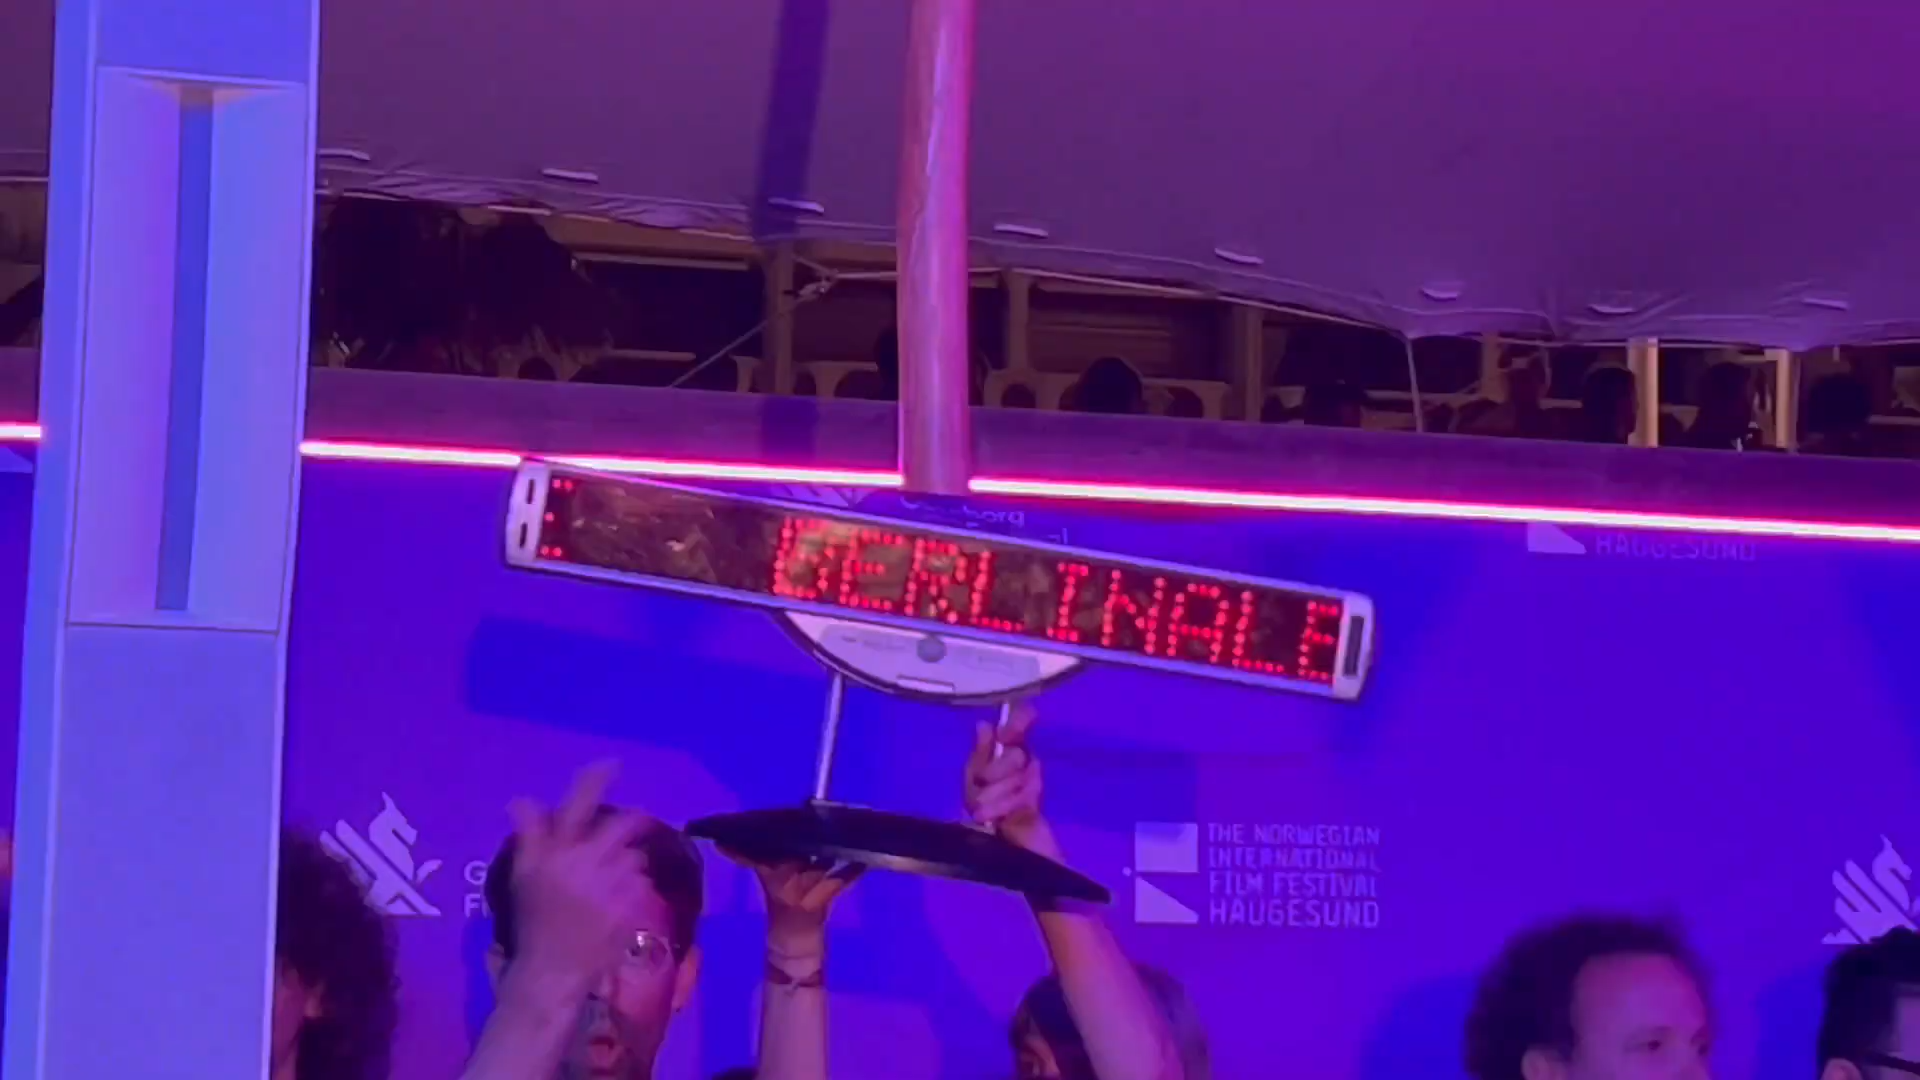 BERLINALE
HAUGESUND
THE NORWEGIAN
INTERNATIONAL
FILM FESTIVAL
HAUGESUND